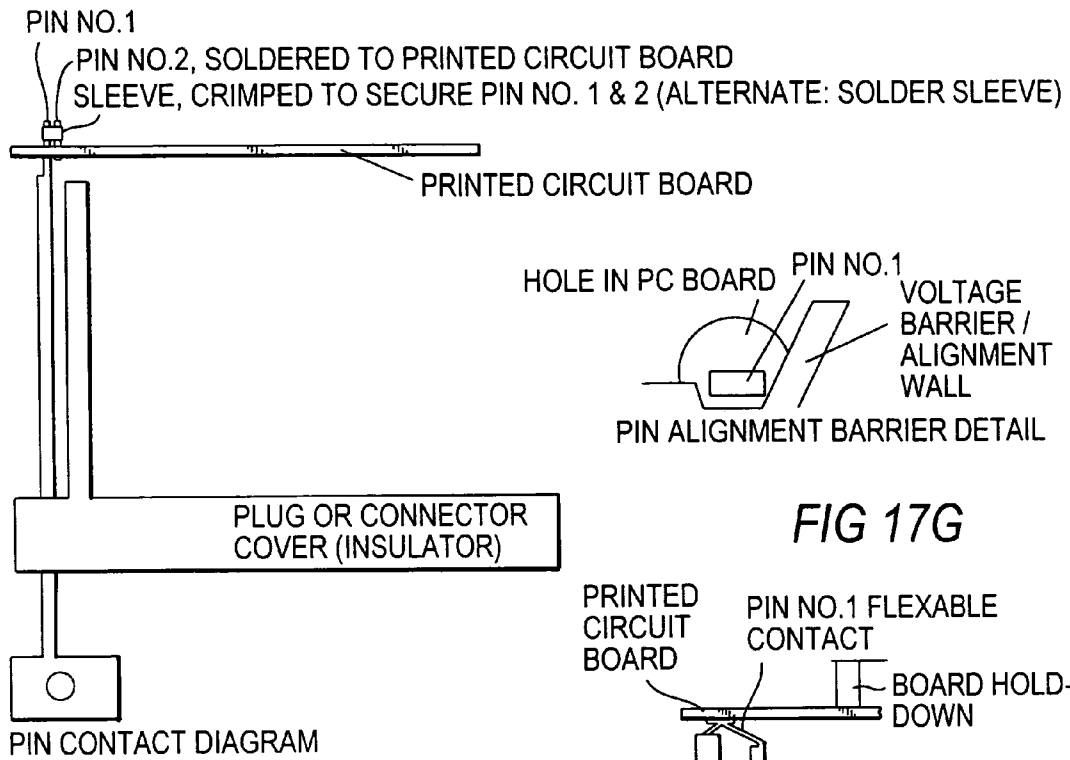 PIN NO.1
PIN NO.2, SOLDERED TO PRINTED CIRCUIT BOARD
SLEEVE, CRIMPED TO SECURE PIN NO. 1 & 2 (ALTERNATE: SOLDER SLEEVE)
PRINTED CIRCUIT BOARD
HOLE IN PC BOARD
PIN NO.1
VOLTAGE
BARRIER /
ALIGNMENT
WALL
PIN ALIGNMENT BARRIER DETAIL
PLUG OR CONNECTOR
COVER (INSULATOR)
FIG 17G
PRINTED
CIRCUIT
BOARD
PIN NO.1 FLEXABLE
CONTACT
BOARD HOLD-
DOWN
PIN CONTACT DIAGRAM